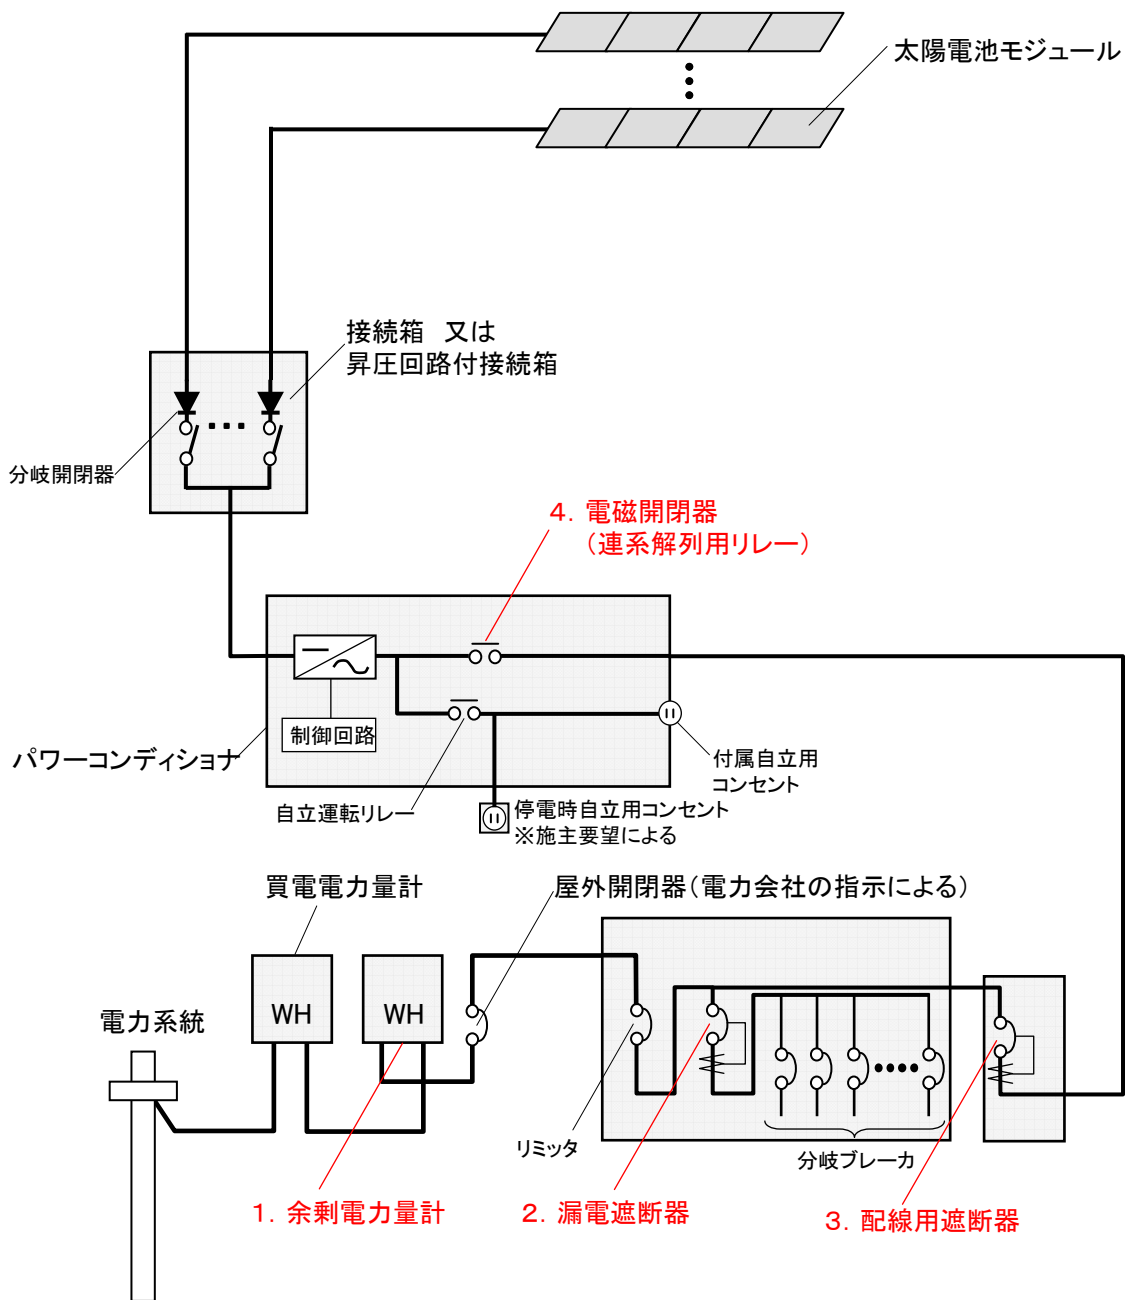 太陽電池モジュール
接続箱　又は
昇圧回路付接続箱
分岐開閉器
4．電磁開閉器
（連系解列用リレー）
制御回路
パワーコンディショナ
付属自立用
コンセント
自立運転リレー
停電時自立用コンセント
※施主要望による
買電電力量計
屋外開閉器（電力会社の指示による）
WH
WH
電力系統
リミッタ
分岐ブレーカ
1．余剰電力量計
2．漏電遮断器
3．配線用遮断器